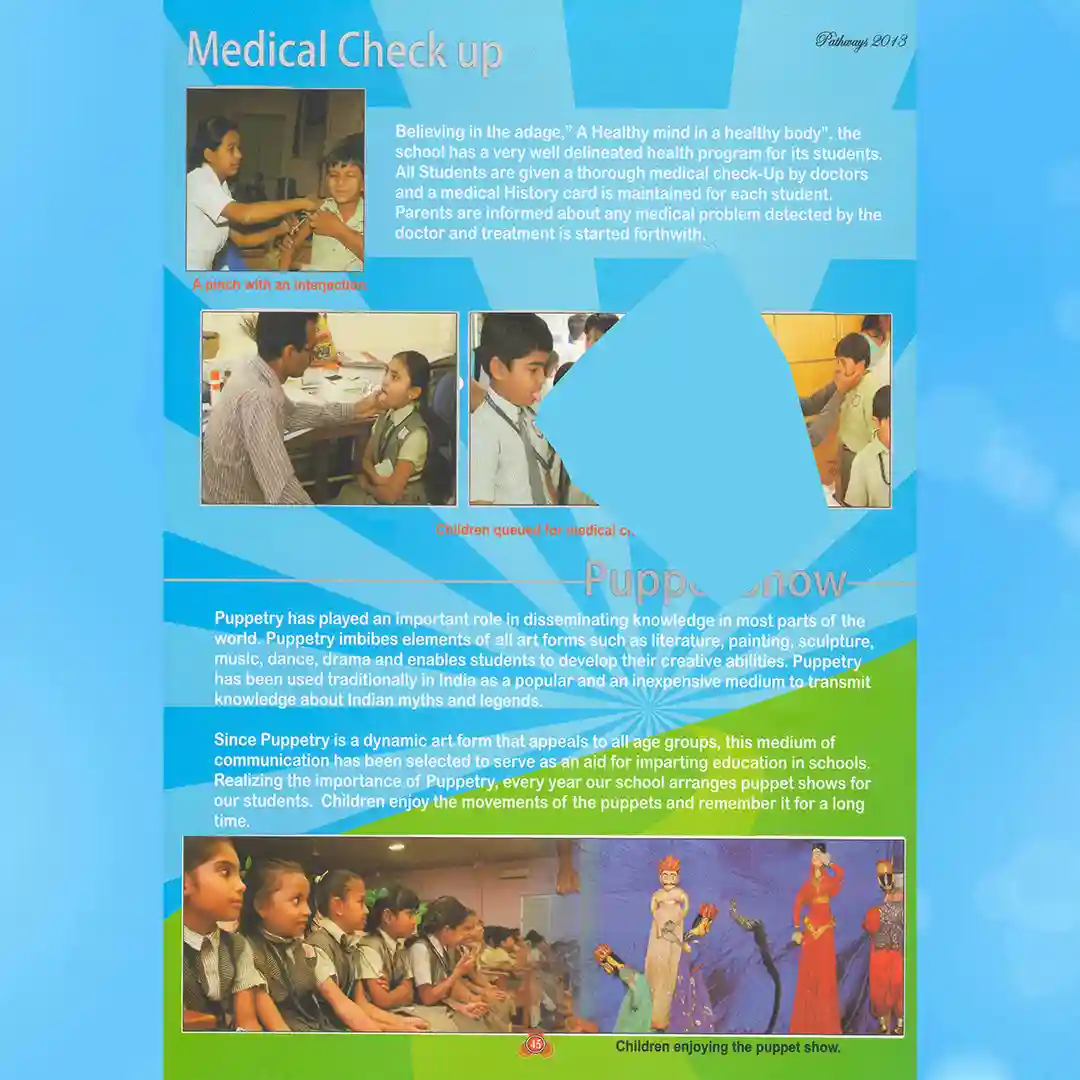 Medical Check up
Pathways 2013
Believing in the adage,” A Healthy mind in a healthy body”. the
school has a very well delineated health program for its students.
All Students are given a thorough medical check-Up by doctors
and a medical History card is maintained for each student.
Parents are informed about any medical problem detected by the
doctor and treatment is started forthwith.
A pinch with an interjection
Children queued for medical
Puppet Show
Puppetry has played an important role in disseminating knowledge in most parts of the
world. Puppetry imbibes elements of all art forms such as literature, painting, sculpture,
music, dance, drama and enables students to develop their creative abilities. Puppetry
has been used traditionally in India as a popular and an inexpensive medium to transmit
knowledge about Indian myths and legends.
Since Puppetry is a dynamic art form that appeals to all age groups, this medium of
communication has been selected to serve as an aid for imparting education in schools.
Realizing the importance of Puppetry, every year our school arranges puppet shows for
our students. Children enjoy the movements of the puppets and remember it for a long
time.
45
Children enjoying the puppet show.